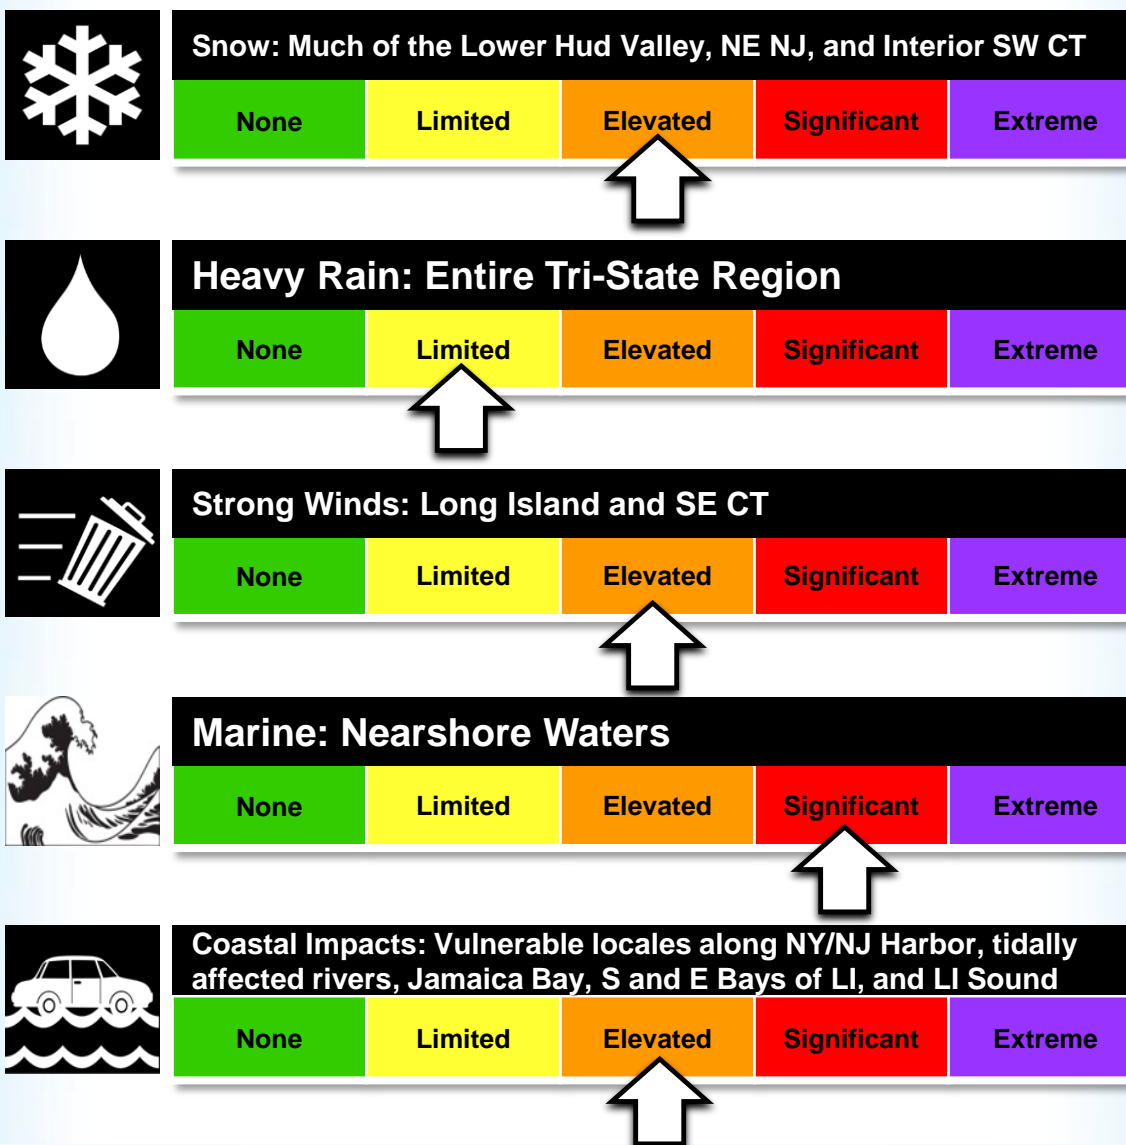 Snow: Much of the Lower Hud Valley, NE NJ, and Interior SW CT
None Limited Elevated Significant Extreme
Heavy Rain: Entire Tri-State Region
None Limited Elevated Significant Extreme
Strong Winds: Long Island and SE CT
None Limited Elevated Significant Extreme
Marine: Nearshore Waters
None Limited Elevated Significant Extreme
Coastal Impacts: Vulnerable locales along NY/NJ Harbor, tidally
affected rivers, Jamaica Bay, S and E Bays of LI, and LI Sound
None Limited Elevated Significant Extreme